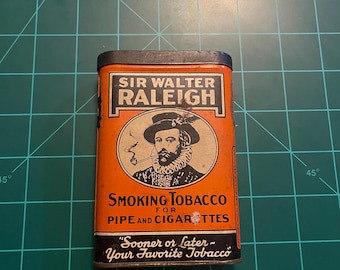 SIR WALTER
RALEIGH
45°
45°
SMOKING TOBACCO
FOR
PIPE AND CIGARETTES
"Sooner or Later-
Your Favorite Tobacco"